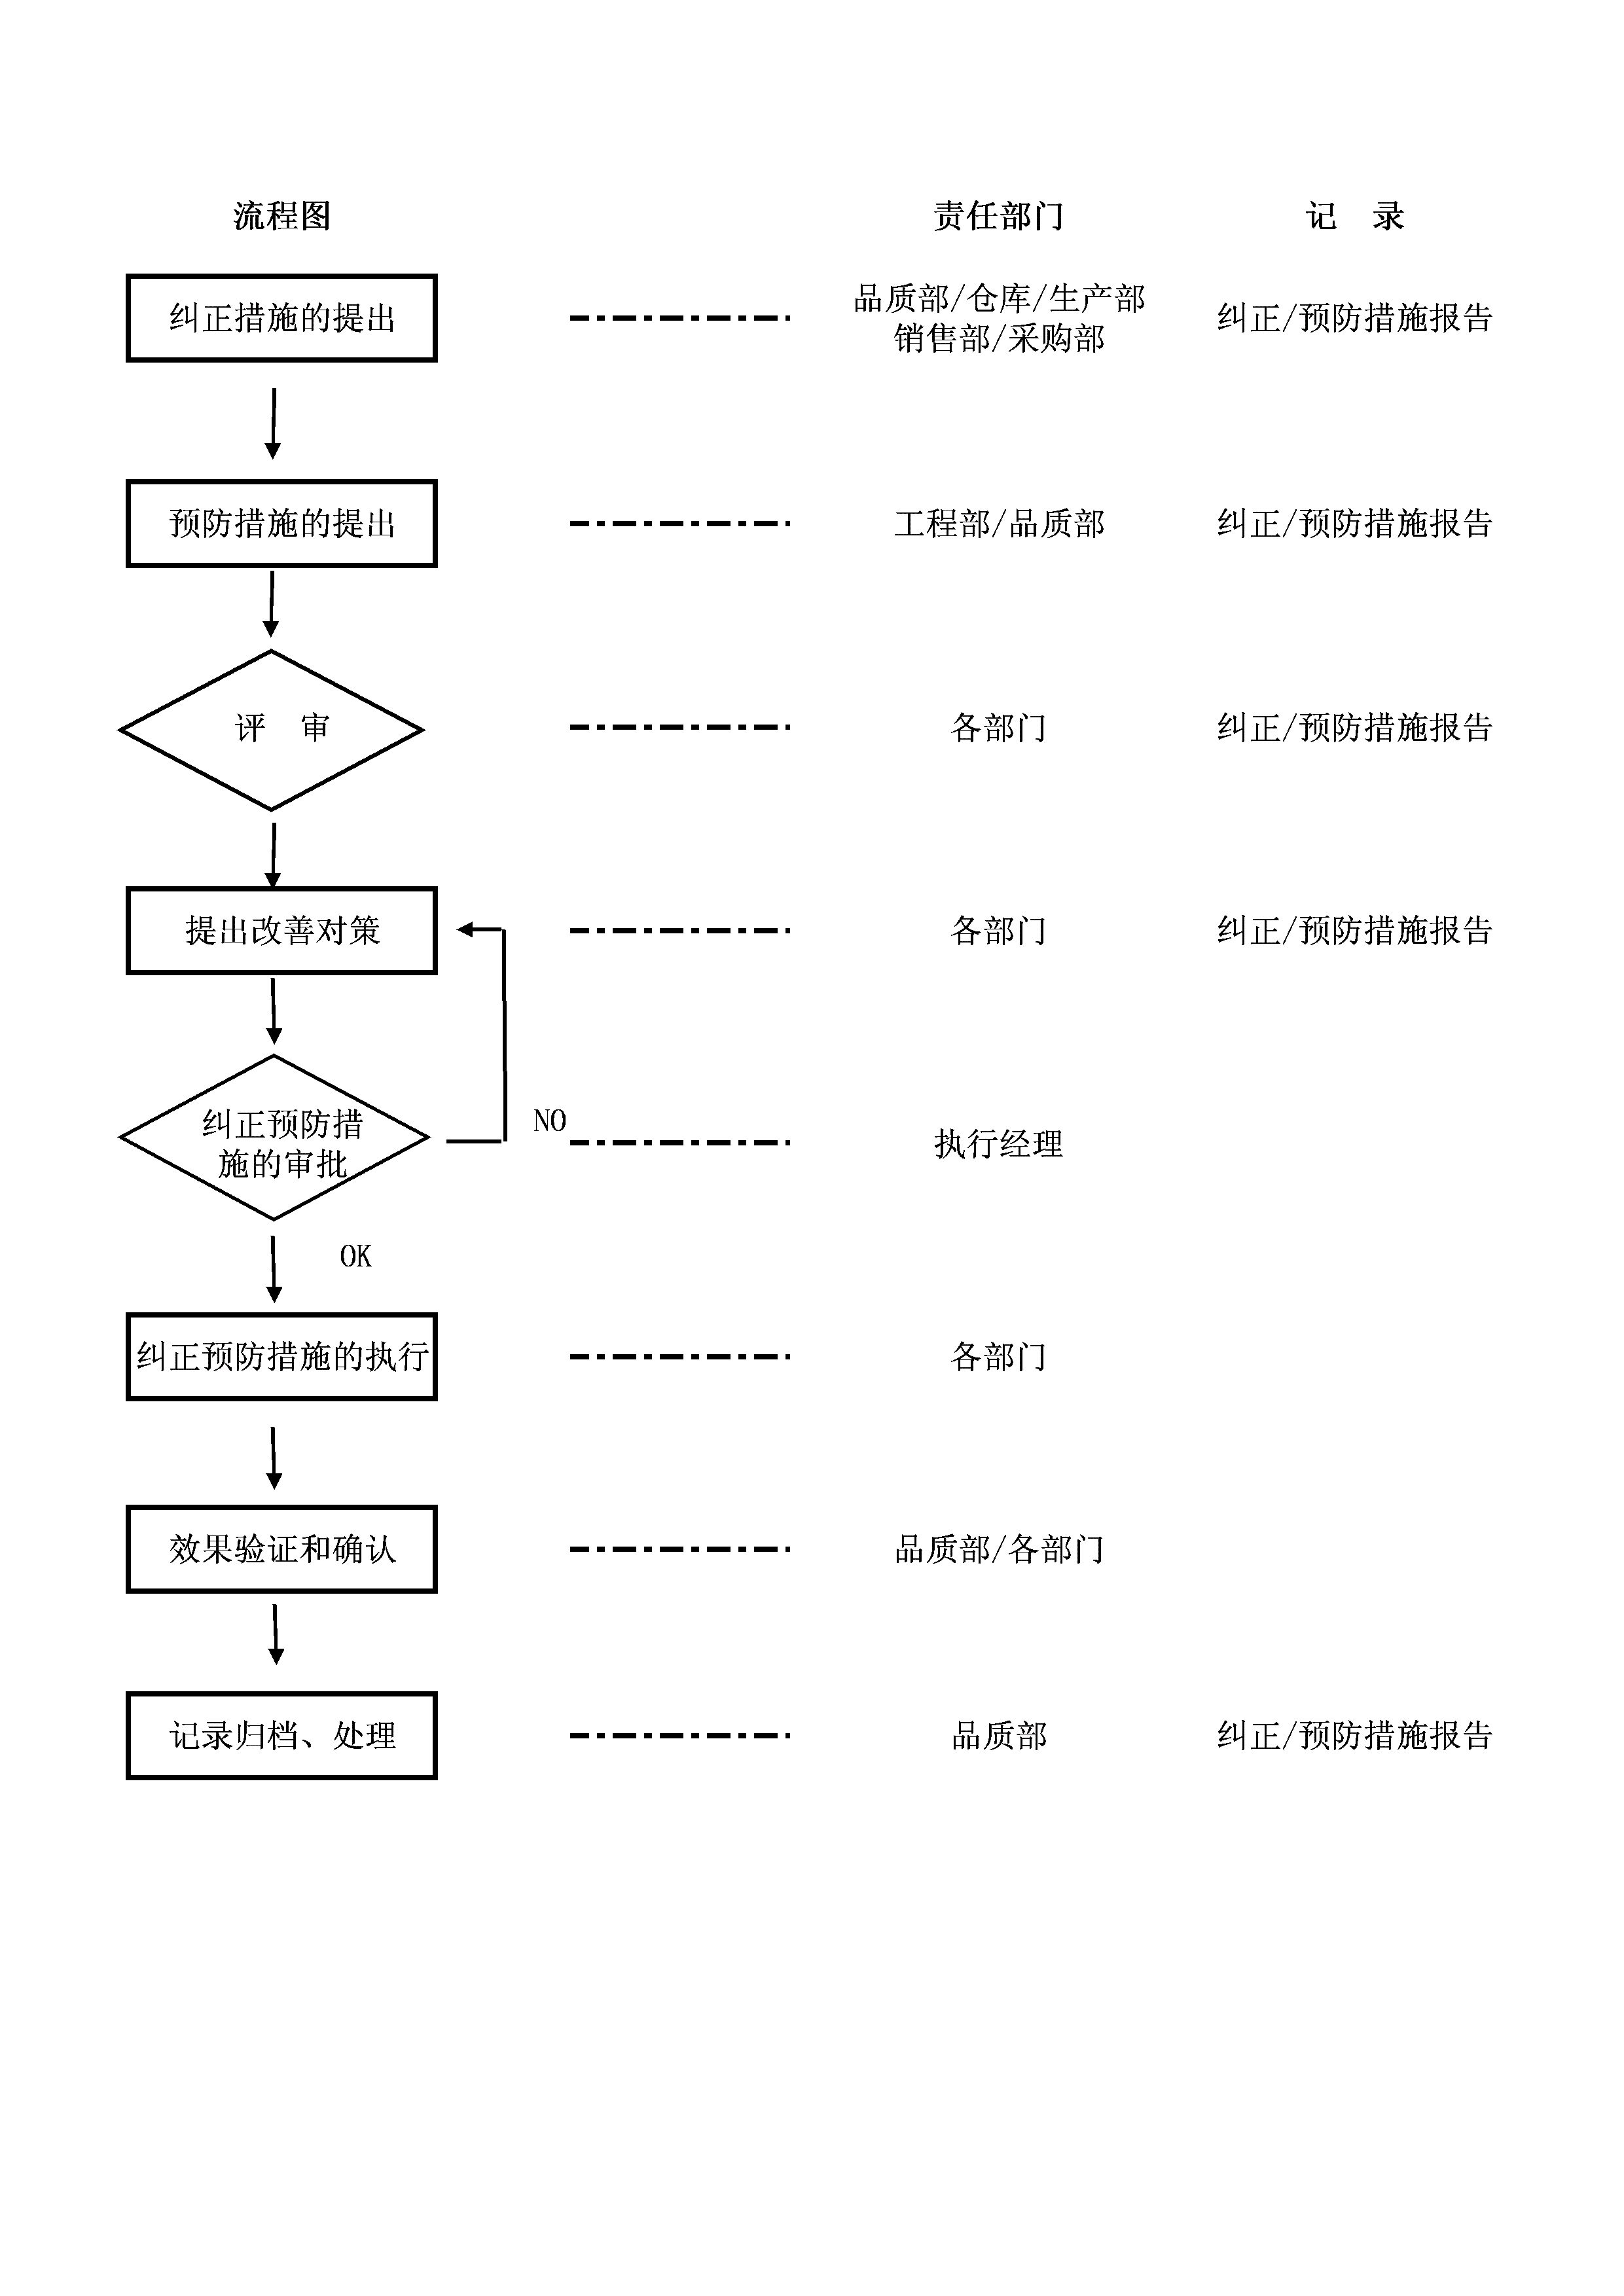 流程图 责任部门 记 录
纠正措施的提出 品质部/仓库/生产部 纠正/预防措施报告
销售部/采购部
预防措施的提出 工程部/品质部 纠正/预防措施报告
评 审 各部门 纠正/预防措施报告
提出改善对策 各部门 纠正/预防措施报告
纠正预防措 NO 执行经理
施的审批
OK
纠正预防措施的执行 各部门
效果验证和确认 品质部/各部门
记录归档、处理 品质部 纠正/预防措施报告